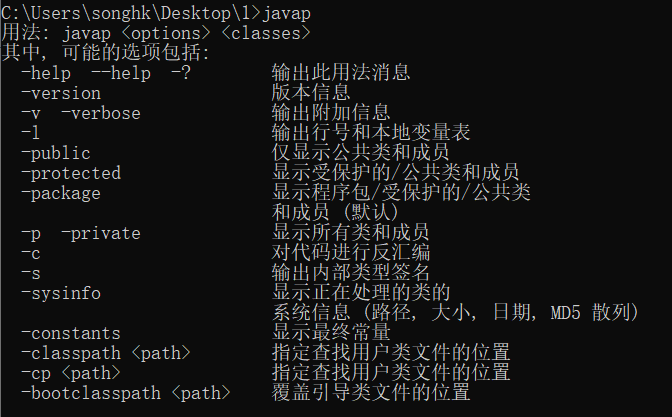 C:\Users\songhk\Desktop\1>javap
用法: javap <options> <classes>
其中, 可能的选项包括:
  -help  --help  -?        输出此用法消息
  -version                 版本信息
  -v  -verbose             输出附加信息
  -l                       输出行号和本地变量表
  -public                  仅显示公共类和成员
  -protected               显示受保护的/公共类和成员
  -package                 显示程序包/受保护的/公共类
                           和成员 (默认)
  -p  -private             显示所有类和成员
  -c                       对代码进行反汇编
  -s                       输出内部类型签名
  -sysinfo                 显示正在处理的类的
                           系统信息 (路径, 大小, 日期, MD5 散列)
  -constants               显示最终常量
  -classpath <path>        指定查找用户类文件的位置
  -cp <path>               指定查找用户类文件的位置
  -bootclasspath <path>    覆盖引导类文件的位置